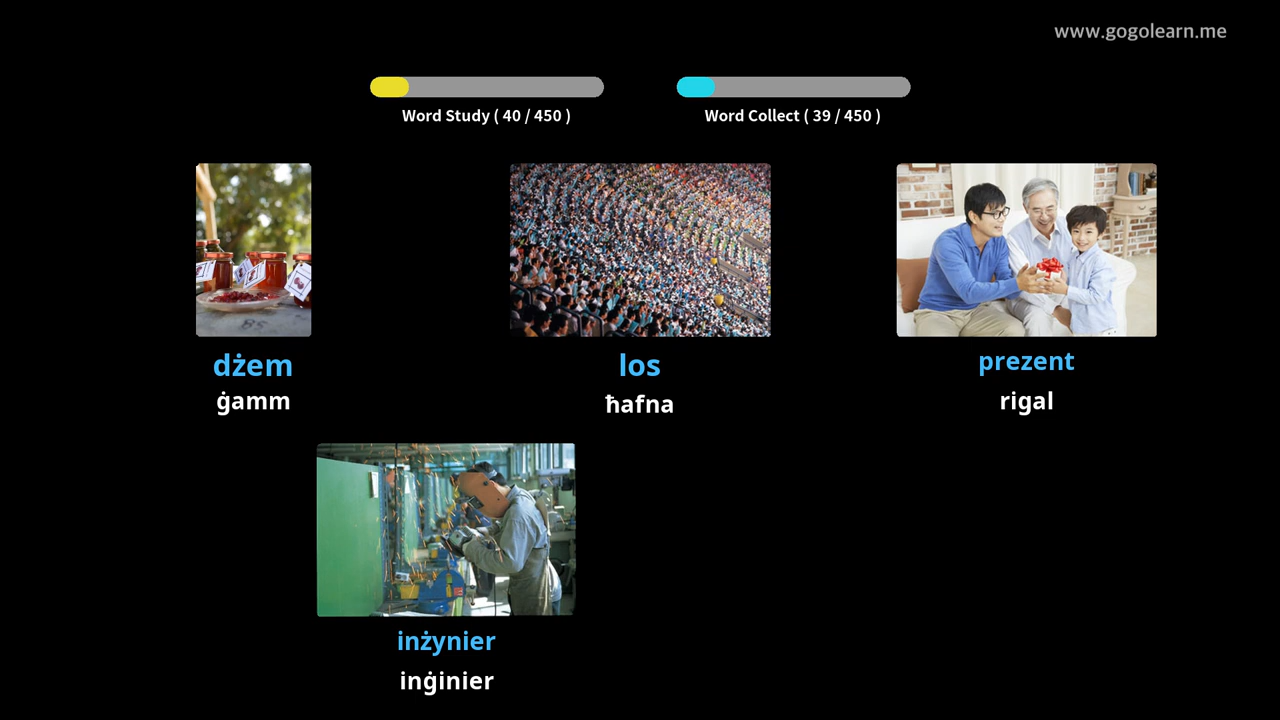 www.gogolearn.me
Word Study ( 40 / 450 )
Word Collect ( 39 / 450 )
dżem
ġamm
los
ħafna
prezent
rigal
inżynier
inġinier